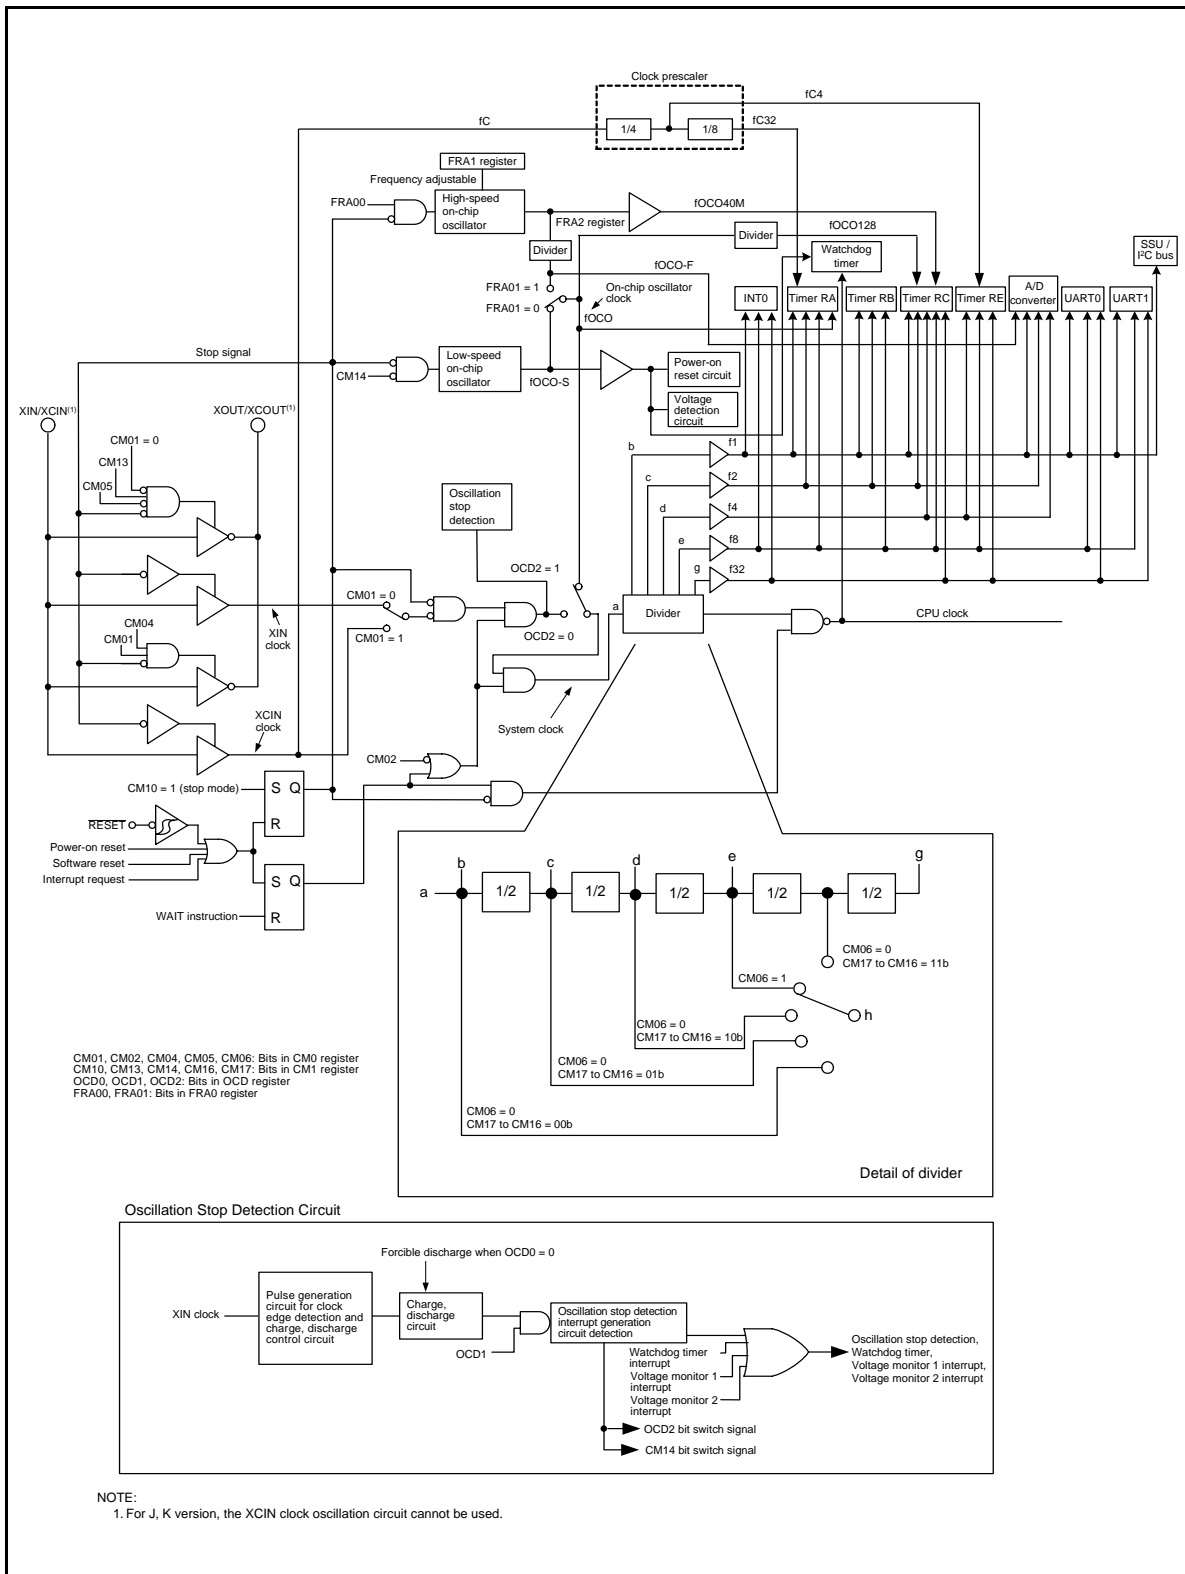 Clock prescaler
fC4
fC
1/4
1/8
fC32
FRA1 register
Frequency adjustable
FRA00
High-speed
on-chip
oscillator
FRA2 register
fOCO40M
Divider
Divider
fOCO128
Watchdog
timer
SSU /
I²C bus
fOCO-F
FRA01 = 1
FRA01 = 0
On-chip oscillator
clock
fOCO
INT0
Timer RA
Timer RB
Timer RC
Timer RE
A/D
converter
UART0
UART1
Stop signal
CM14
Low-speed
on-chip
oscillator
fOCO-S
Power-on
reset circuit
Voltage
detection
circuit
XIN/XCIN(1)
XOUT/XCOUT(1)
CM01 = 0
CM13
CM05
b
f1
c
f2
d
f4
e
f8
g
f32
Oscillation
stop
detection
OCD2 = 1
OCD2 = 0
CM01 = 0
CM01 = 1
a
Divider
CPU clock
XIN
clock
CM04
CM01
System clock
XCIN
clock
CM02
CM10 = 1 (stop mode)
S
Q
R
RESET
Power-on reset
Software reset
Interrupt request
S
Q
R
WAIT instruction
a
b
c
d
e
g
1/2
1/2
1/2
1/2
1/2
CM06 = 0
CM17 to CM16 = 11b
CM06 = 1
h
CM06 = 0
CM17 to CM16 = 10b
CM06 = 0
CM17 to CM16 = 01b
CM06 = 0
CM17 to CM16 = 00b
Detail of divider
CM01, CM02, CM04, CM05, CM06: Bits in CM0 register
CM10, CM13, CM14, CM16, CM17: Bits in CM1 register
OCD0, OCD1, OCD2: Bits in OCD register
FRA00, FRA01: Bits in FRA0 register
Oscillation Stop Detection Circuit
Forcible discharge when OCD0 = 0
XIN clock
Pulse generation
circuit for clock
edge detection and
charge, discharge
control circuit
Charge,
discharge
circuit
OCD1
Oscillation stop detection
interrupt generation
circuit detection
Watchdog timer
interrupt
Voltage monitor 1
interrupt
Voltage monitor 2
interrupt
Oscillation stop detection,
Watchdog timer,
Voltage monitor 1 interrupt,
Voltage monitor 2 interrupt
OCD2 bit switch signal
CM14 bit switch signal
NOTE:
1. For J, K version, the XCIN clock oscillation circuit cannot be used.